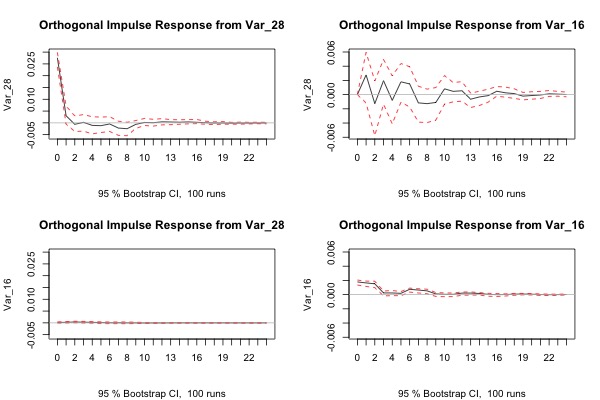 Orthogonal Impulse Response from Var_28
Var_28
-0.005 0.010 0.025
0 2 4 6 8 10 13 16 19 22
95 % Bootstrap CI, 100 runs
Orthogonal Impulse Response from Var_16
Var_28
-0.006 0.000 0.006
0 2 4 6 8 10 13 16 19 22
95 % Bootstrap CI, 100 runs
Orthogonal Impulse Response from Var_28
Var_16
-0.005 0.010 0.025
0 2 4 6 8 10 13 16 19 22
95 % Bootstrap CI, 100 runs
Orthogonal Impulse Response from Var_16
Var_16
-0.006 0.000 0.006
0 2 4 6 8 10 13 16 19 22
95 % Bootstrap CI, 100 runs